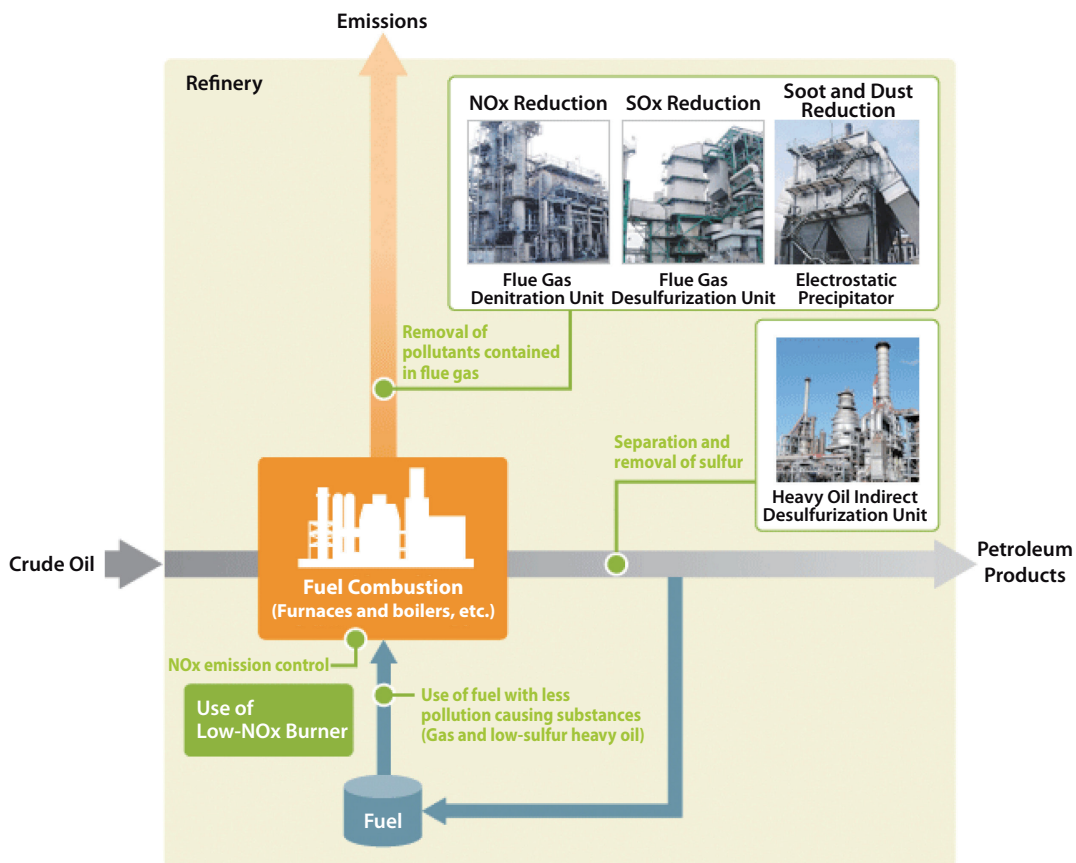 Emissions
Refinery
NOx Reduction
SOx Reduction
Soot and Dust
Reduction
Flue Gas
Denitration Unit
Flue Gas
Desulfurization Unit
Electrostatic
Precipitator
Removal of
pollutants contained
in flue gas
Separation and
removal of sulfur
Heavy Oil Indirect
Desulfurization Unit
Crude Oil
Fuel Combustion
(Furnaces and boilers, etc.)
Petroleum
Products
NOx emission control
Use of
Low-NOx Burner
Use of fuel with less
pollution causing substances
(Gas and low-sulfur heavy oil)
Fuel